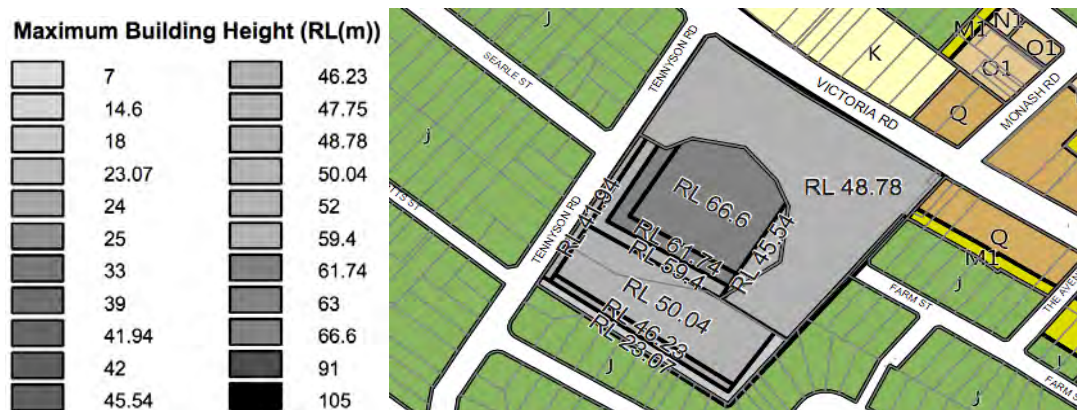 Maximum Building Height (RL(m))
7
14.6
18
23.07
24
25
33
39
41.94
42
45.54
46.23
47.75
48.78
50.04
52
59.4
61.74
63
66.6
91
105
J
SEARLE ST
TENNYSON RD
K
M1
N1
O1
O1
VICTORIA RD
MONASH RD
Q
J
RL 48.78
RL 66.6
TENNYSON RD
RL 41.94
RL 61.74
RL 45.54
RL 59.4
Q
M1
J
FARM ST
RL 50.04
RL 46.23
RL 23.07
J
J
J